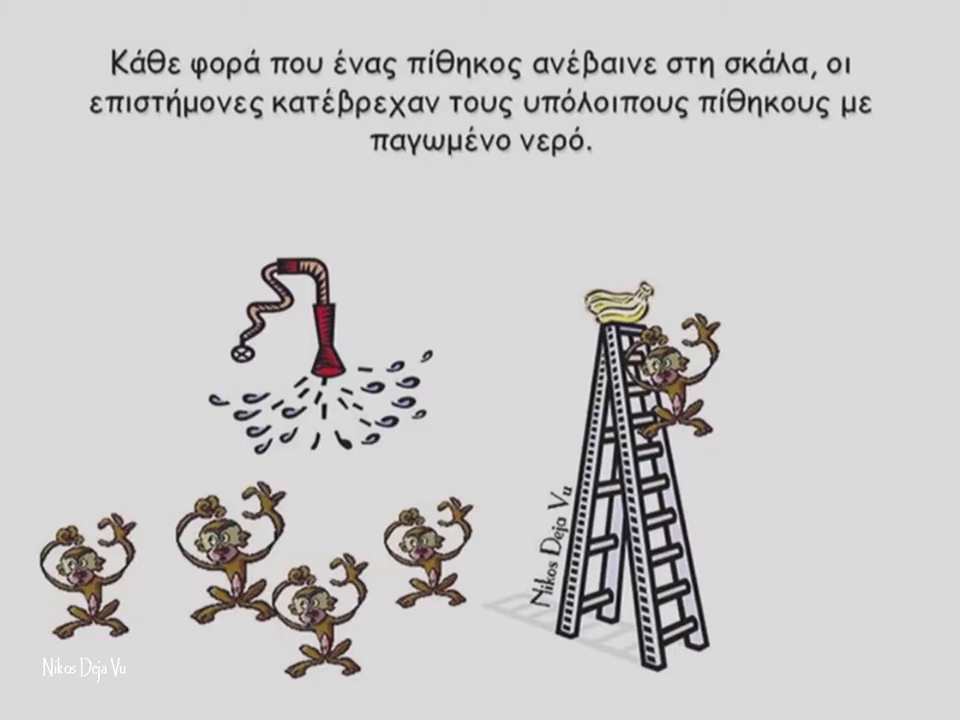 Κάθε φορά που ένας πίθηκος ανέβαινε στη σκάλα, οι
επιστήμονες κατέβρεχαν τους υπόλοιπους πίθηκους με
παγωμένο νερό.
Nikos Deja Vu
Nikos Deja Vu